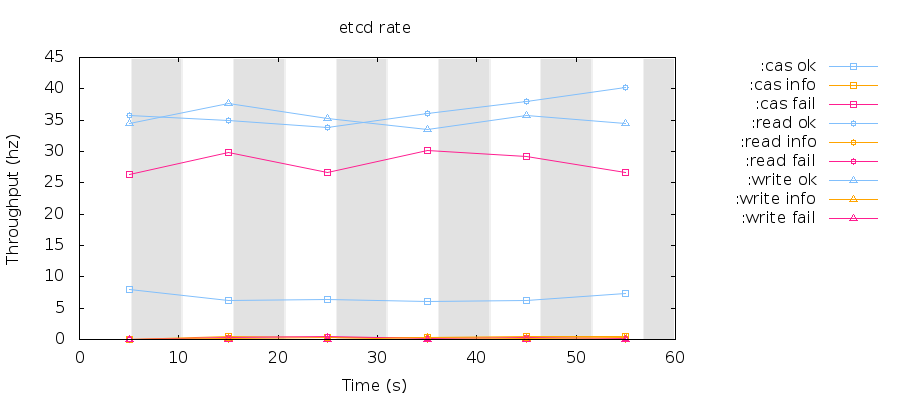 etcd rate
Throughput (hz)
45
40
35
30
25
20
15
10
5
0
0 10 20 30 40 50 60
Time (s)
:cas ok
:cas info
:cas fail
:read ok
:read info
:read fail
:write ok
:write info
:write fail